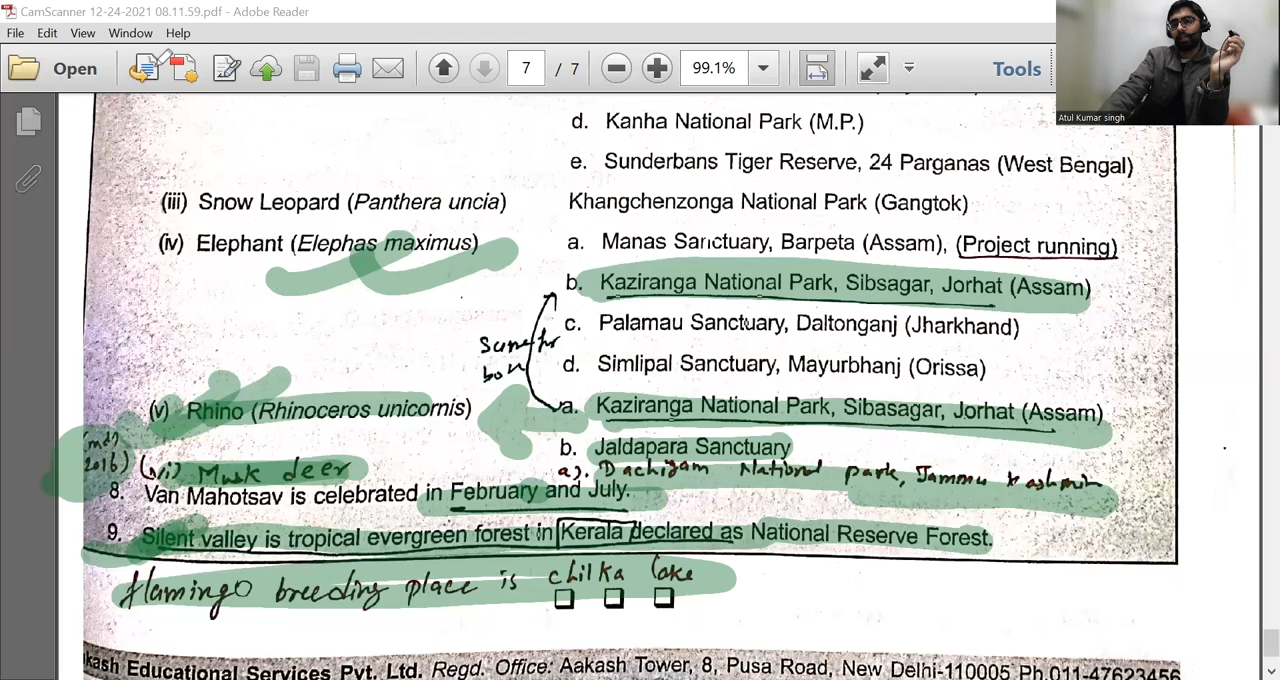 CamScanner 12-24-2021 08.11.59.pdf - Adobe Reader
File Edit View Window Help
Open 7 / 7 99.1% Tools
Atul Kumar singh
d. Kanha National Park (M.P.)
e. Sunderbans Tiger Reserve, 24 Parganas (West Bengal)
(iii) Snow Leopard (Panthera uncia) Khangchenzonga National Park (Gangtok)
(iv) Elephant (Elephas maximus) a. Manas Sanctuary, Barpeta (Assam), (Project running)
b. Kaziranga National Park, Sibsagar, Jorhat (Assam)
c. Palamau Sanctuary, Daltonganj (Jharkhand)
Same for
both
d. Simlipal Sanctuary, Mayurbhanj (Orissa)
(v) Rhino (Rhinoceros unicornis) a. Kaziranga National Park, Sibasagar, Jorhat (Assam)
b. Jaldapara Sanctuary
2016) (vi) Musk deer a). Dachigam National park, Jammu Kashmir
8. Van Mahotsav is celebrated in February and July.
9. Silent valley is tropical evergreen forest in Kerala declared as National Reserve Forest.
flamingo breeding place is chilka lake
kash Educational Services Pvt. Ltd. Regd. Office: Aakash Tower, 8, Pusa Road, New Delhi-110005 Ph.011-47623456